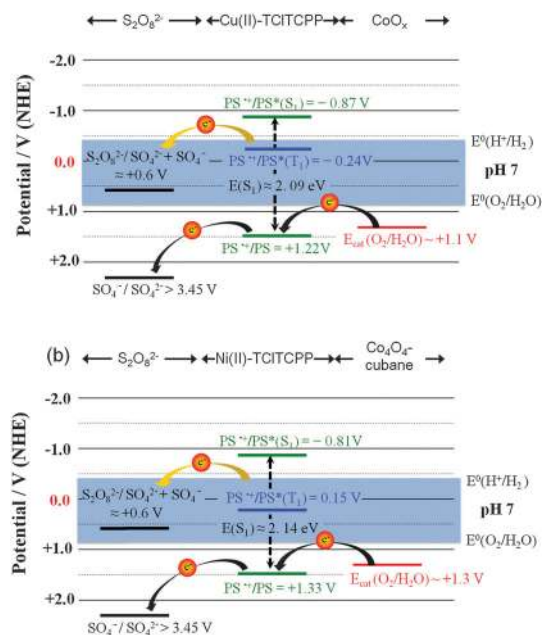 S₂O₈²⁻ Cu(II)-TClTCPP CoOₓ
-2.0
-1.0
PS·⁺/PS*(S₁) = − 0.87 V
e⁻
E⁰(H⁺/H₂)
0.0
S₂O₈²⁻/SO₄²⁻ + SO₄⁻
≈ +0.6 V
PS·⁺/PS*(T₁) = −0.24 V
pH 7
E(S₁) ≈ 2.09 eV
e⁻
+1.0
E⁰(O₂/H₂O)
e⁻
PS·⁺/PS = +1.22V
E_cat(O₂/H₂O) ~ +1.1 V
+2.0
SO₄⁻/SO₄²⁻ > 3.45 V
Potential / V (NHE)
(b)
S₂O₈²⁻ Ni(II)-TClTCPP Co₄O₄-
cubane
-2.0
-1.0
PS·⁺/PS*(S₁) = − 0.81 V
e⁻
E⁰(H⁺/H₂)
0.0
S₂O₈²⁻/SO₄²⁻ + SO₄⁻
≈ +0.6 V
PS·⁺/PS*(T₁) = 0.15 V
pH 7
E(S₁) ≈ 2.14 eV
e⁻
+1.0
E⁰(O₂/H₂O)
e⁻
PS·⁺/PS = +1.33 V
E_cat(O₂/H₂O) ~ +1.3 V
+2.0
SO₄⁻/SO₄²⁻ > 3.45 V
Potential / V (NHE)